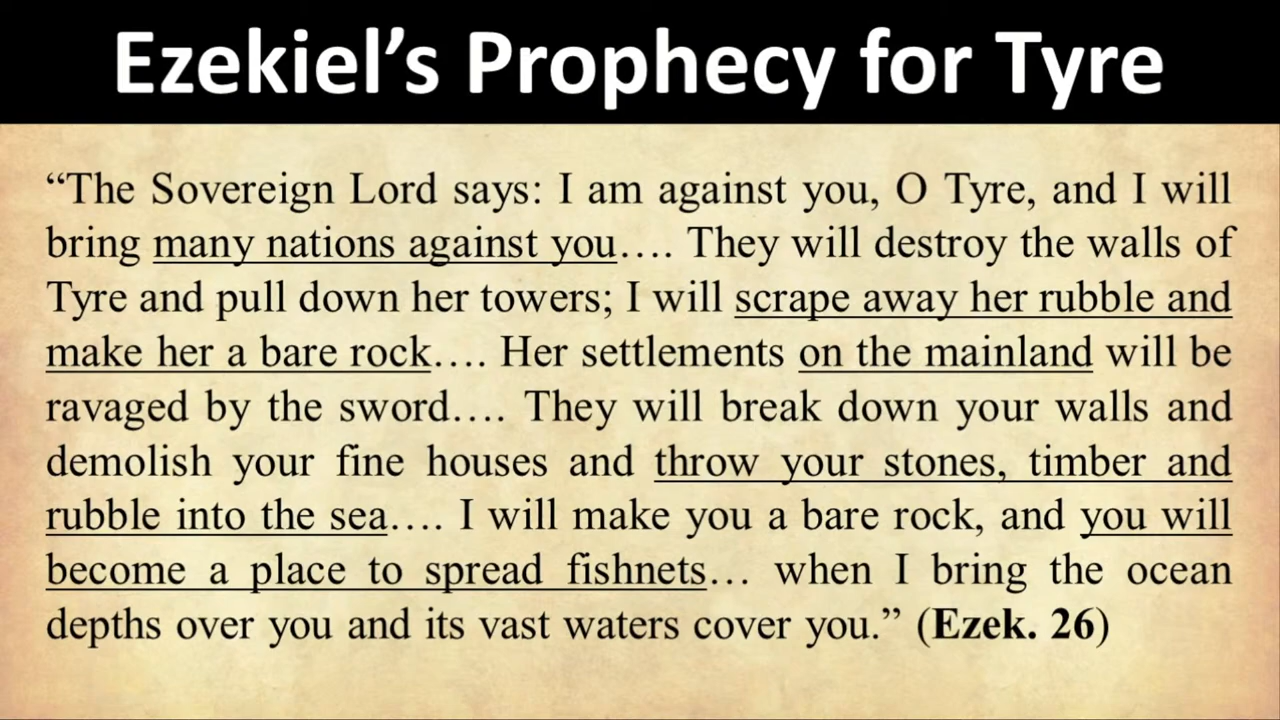 Ezekiel’s Prophecy for Tyre
“The Sovereign Lord says: I am against you, O Tyre, and I will
bring many nations against you…. They will destroy the walls of
Tyre and pull down her towers; I will scrape away her rubble and
make her a bare rock…. Her settlements on the mainland will be
ravaged by the sword…. They will break down your walls and
demolish your fine houses and throw your stones, timber and
rubble into the sea…. I will make you a bare rock, and you will
become a place to spread fishnets… when I bring the ocean
depths over you and its vast waters cover you.” (Ezek. 26)